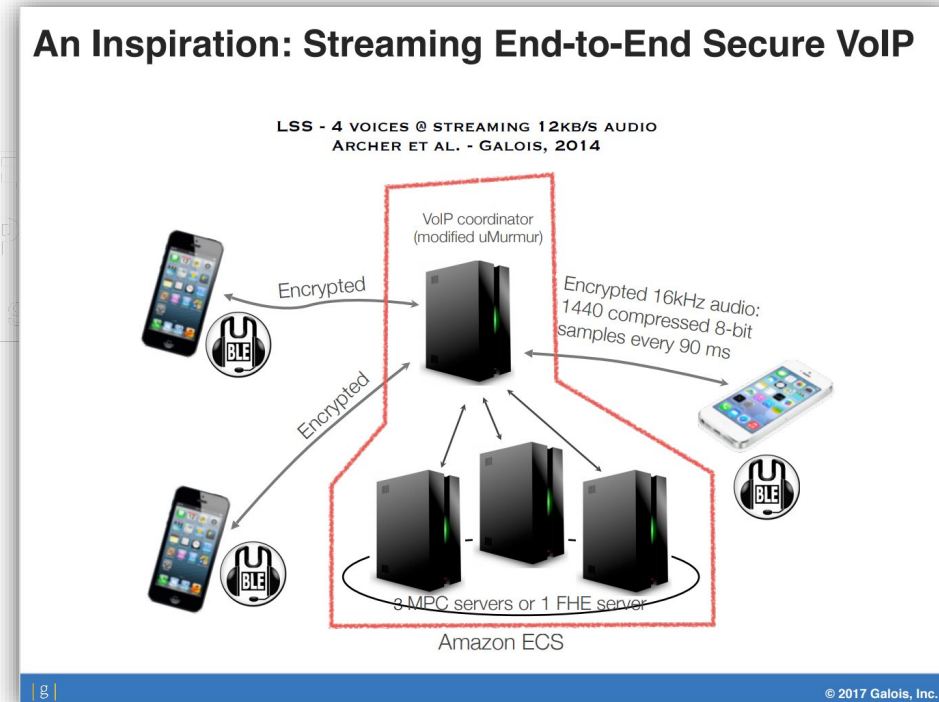 An Inspiration: Streaming End-to-End Secure VoIP
LSS - 4 VOICES @ STREAMING 12KB/S AUDIO
ARCHER ET AL. - GALOIS, 2014
VoIP coordinator
(modified uMurmur)
Encrypted
Encrypted 16kHz audio:
1440 compressed 8-bit
samples every 90 ms
BLE
Encrypted
BLE
BLE
3 MPC servers or 1 FHE server
Amazon ECS
|g|
© 2017 Galois, Inc.